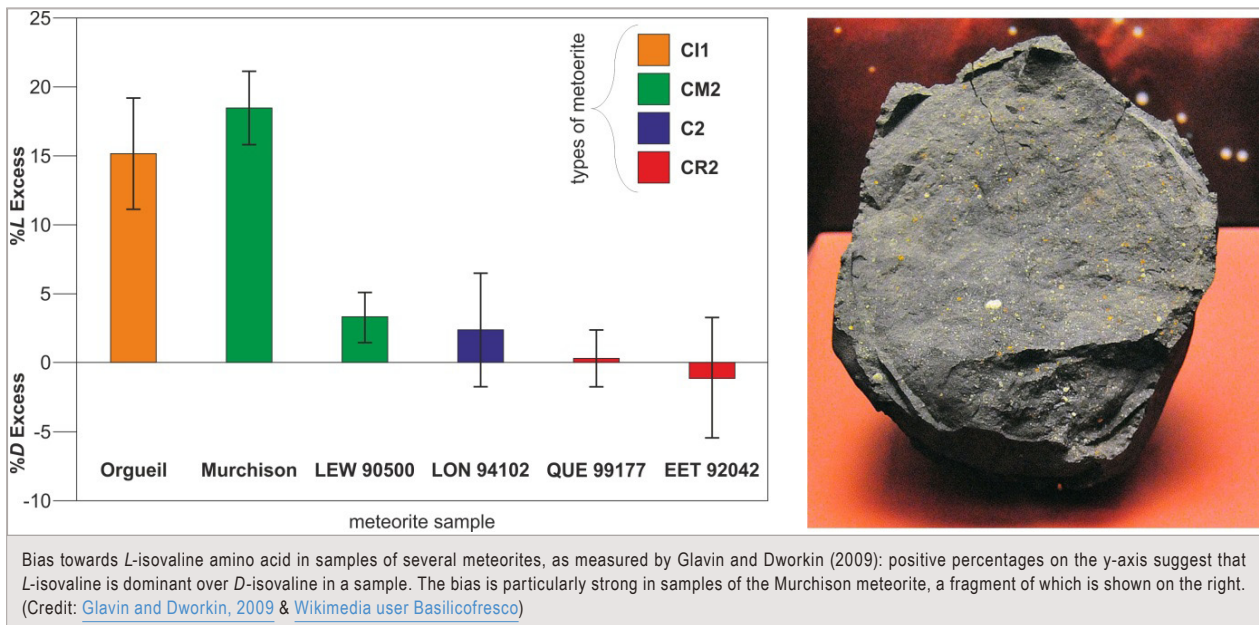 25
20
15
10
5
0
-5
-10
%L Excess
%D Excess
types of metoerite
CI1
CM2
C2
CR2
Orgueil Murchison LEW 90500 LON 94102 QUE 99177 EET 92042
meteorite sample
Bias towards L-isovaline amino acid in samples of several meteorites, as measured by Glavin and Dworkin (2009): positive percentages on the y-axis suggest that
L-isovaline is dominant over D-isovaline in a sample. The bias is particularly strong in samples of the Murchison meteorite, a fragment of which is shown on the right.
(Credit: Glavin and Dworkin, 2009 & Wikimedia user Basilicofresco)